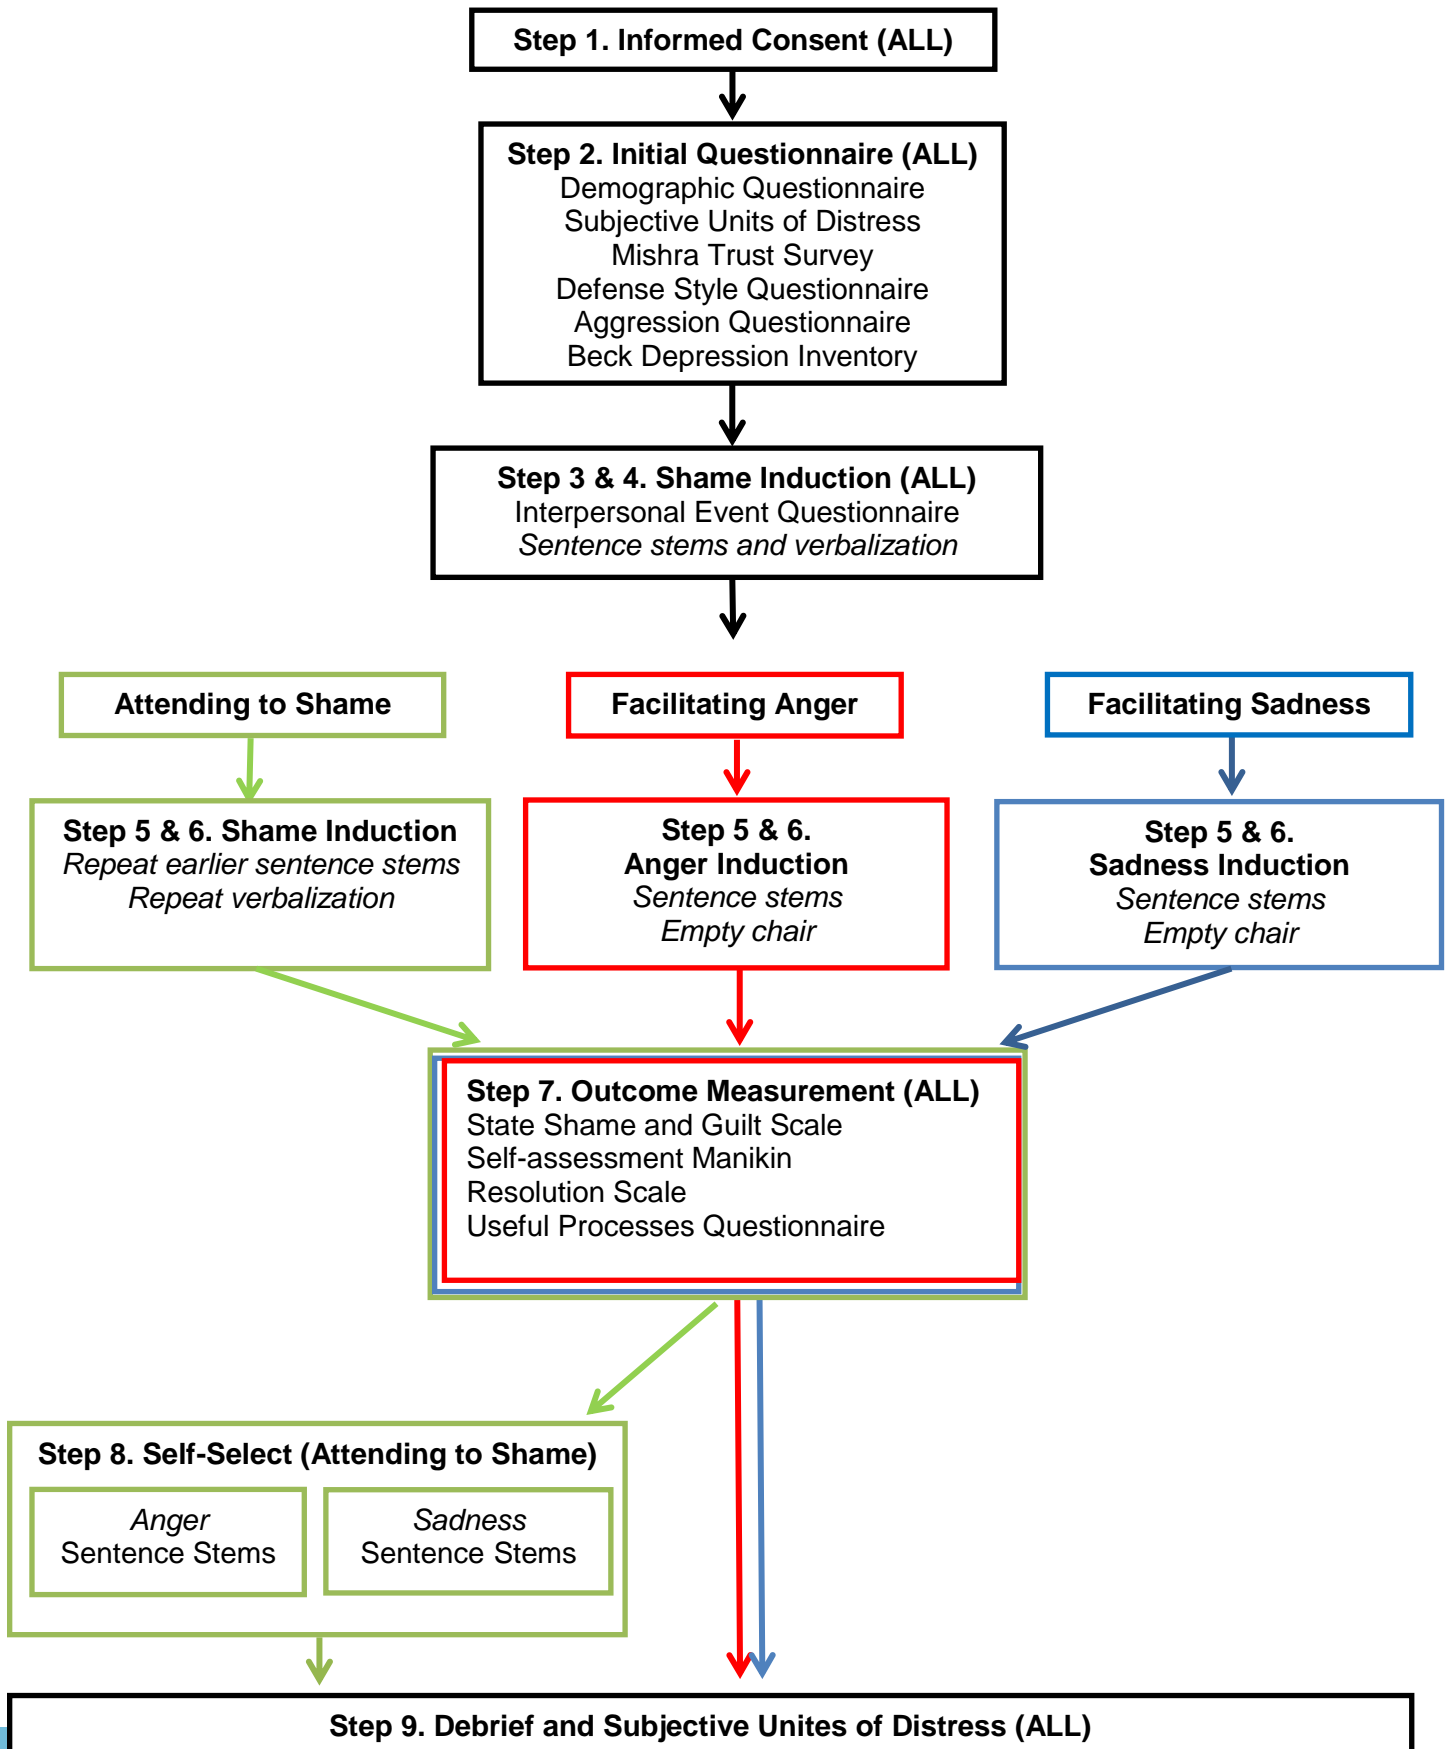 Step 1. Informed Consent (ALL)
Step 2. Initial Questionnaire (ALL)
Demographic Questionnaire
Subjective Units of Distress
Mishra Trust Survey
Defense Style Questionnaire
Aggression Questionnaire
Beck Depression Inventory
Step 3 & 4. Shame Induction (ALL)
Interpersonal Event Questionnaire
Sentence stems and verbalization
Attending to Shame
Facilitating Anger
Facilitating Sadness
Step 5 & 6. Shame Induction
Repeat earlier sentence stems
Repeat verbalization
Step 5 & 6.
Anger Induction
Sentence stems
Empty chair
Step 5 & 6.
Sadness Induction
Sentence stems
Empty chair
Step 7. Outcome Measurement (ALL)
State Shame and Guilt Scale
Self-assessment Manikin
Resolution Scale
Useful Processes Questionnaire
Step 8. Self-Select (Attending to Shame)
Anger
Sentence Stems
Sadness
Sentence Stems
Step 9. Debrief and Subjective Unites of Distress (ALL)